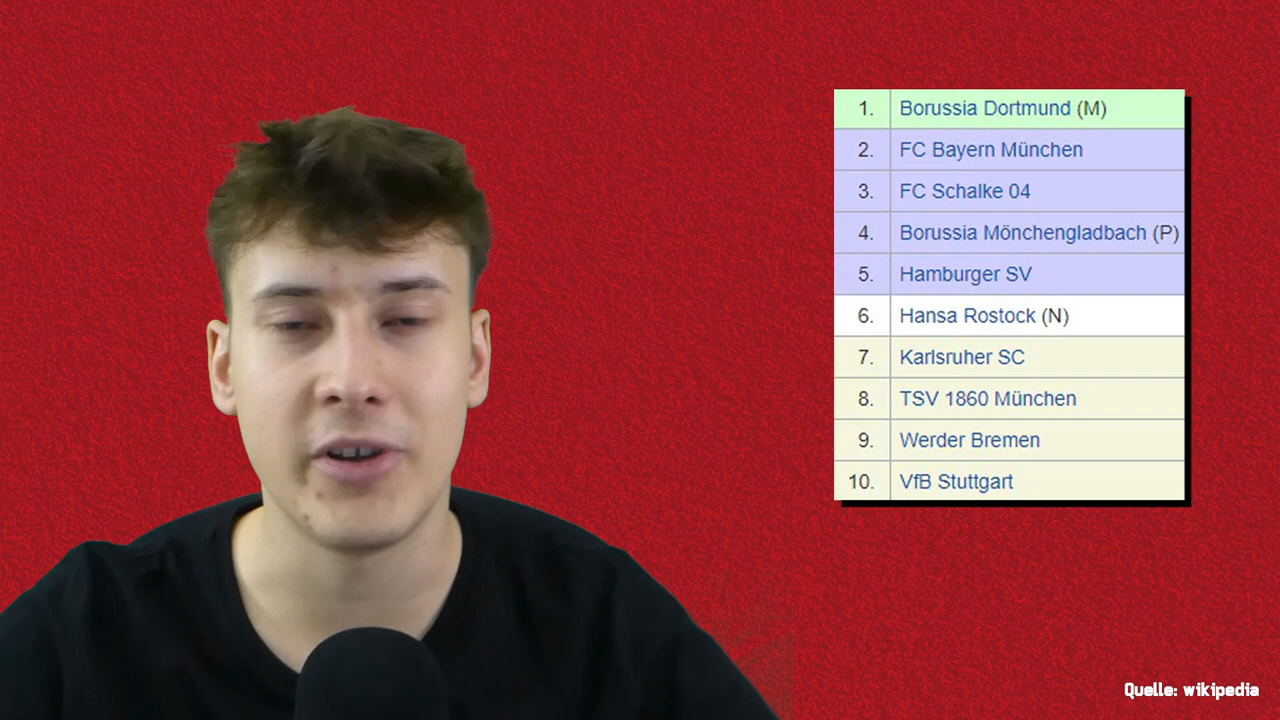 1. Borussia Dortmund (M)
2. FC Bayern München
3. FC Schalke 04
4. Borussia Mönchengladbach (P)
5. Hamburger SV
6. Hansa Rostock (N)
7. Karlsruher SC
8. TSV 1860 München
9. Werder Bremen
10. VfB Stuttgart
Quelle: wikipedia